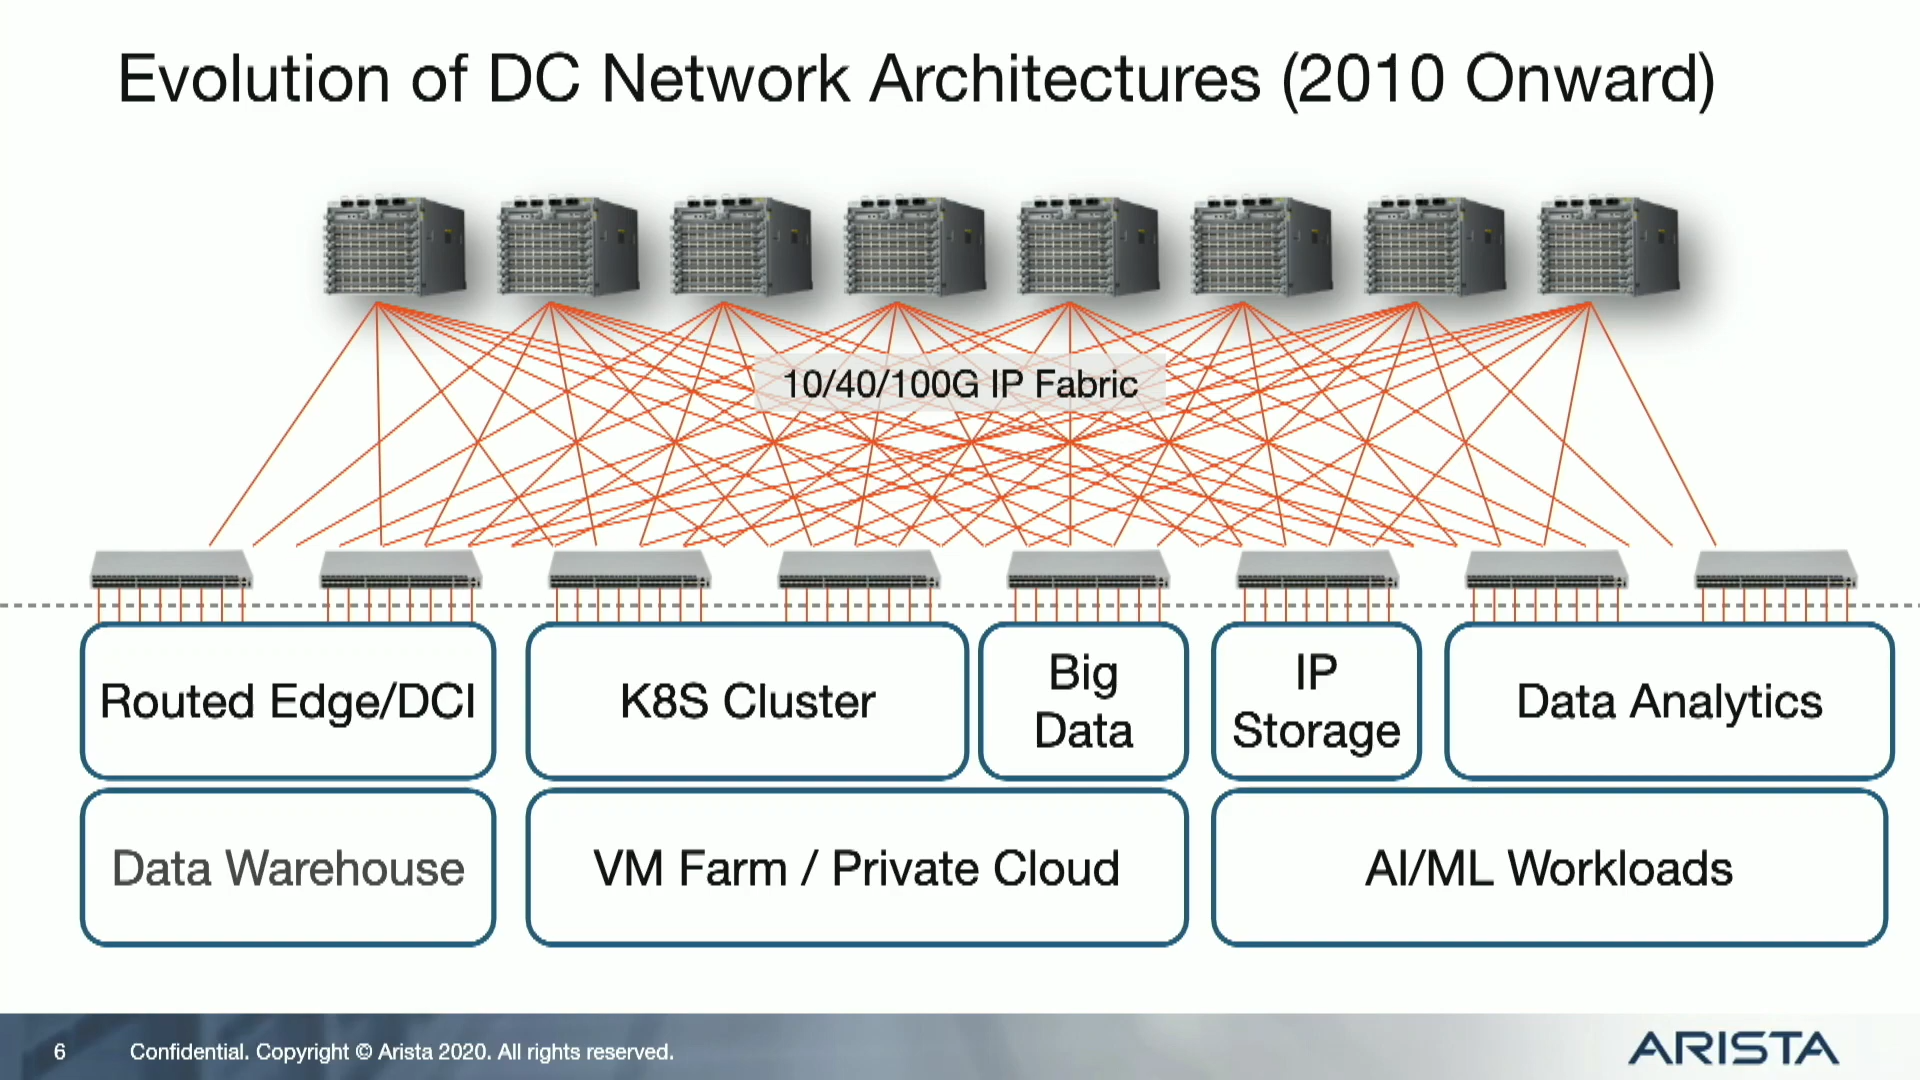 Evolution of DC Network Architectures (2010 Onward)
10/40/100G IP Fabric
Routed Edge/DCI
K8S Cluster
Big
Data
IP
Storage
Data Analytics
Data Warehouse
VM Farm / Private Cloud
AI/ML Workloads
6
Confidential. Copyright © Arista 2020. All rights reserved.
ARISTA